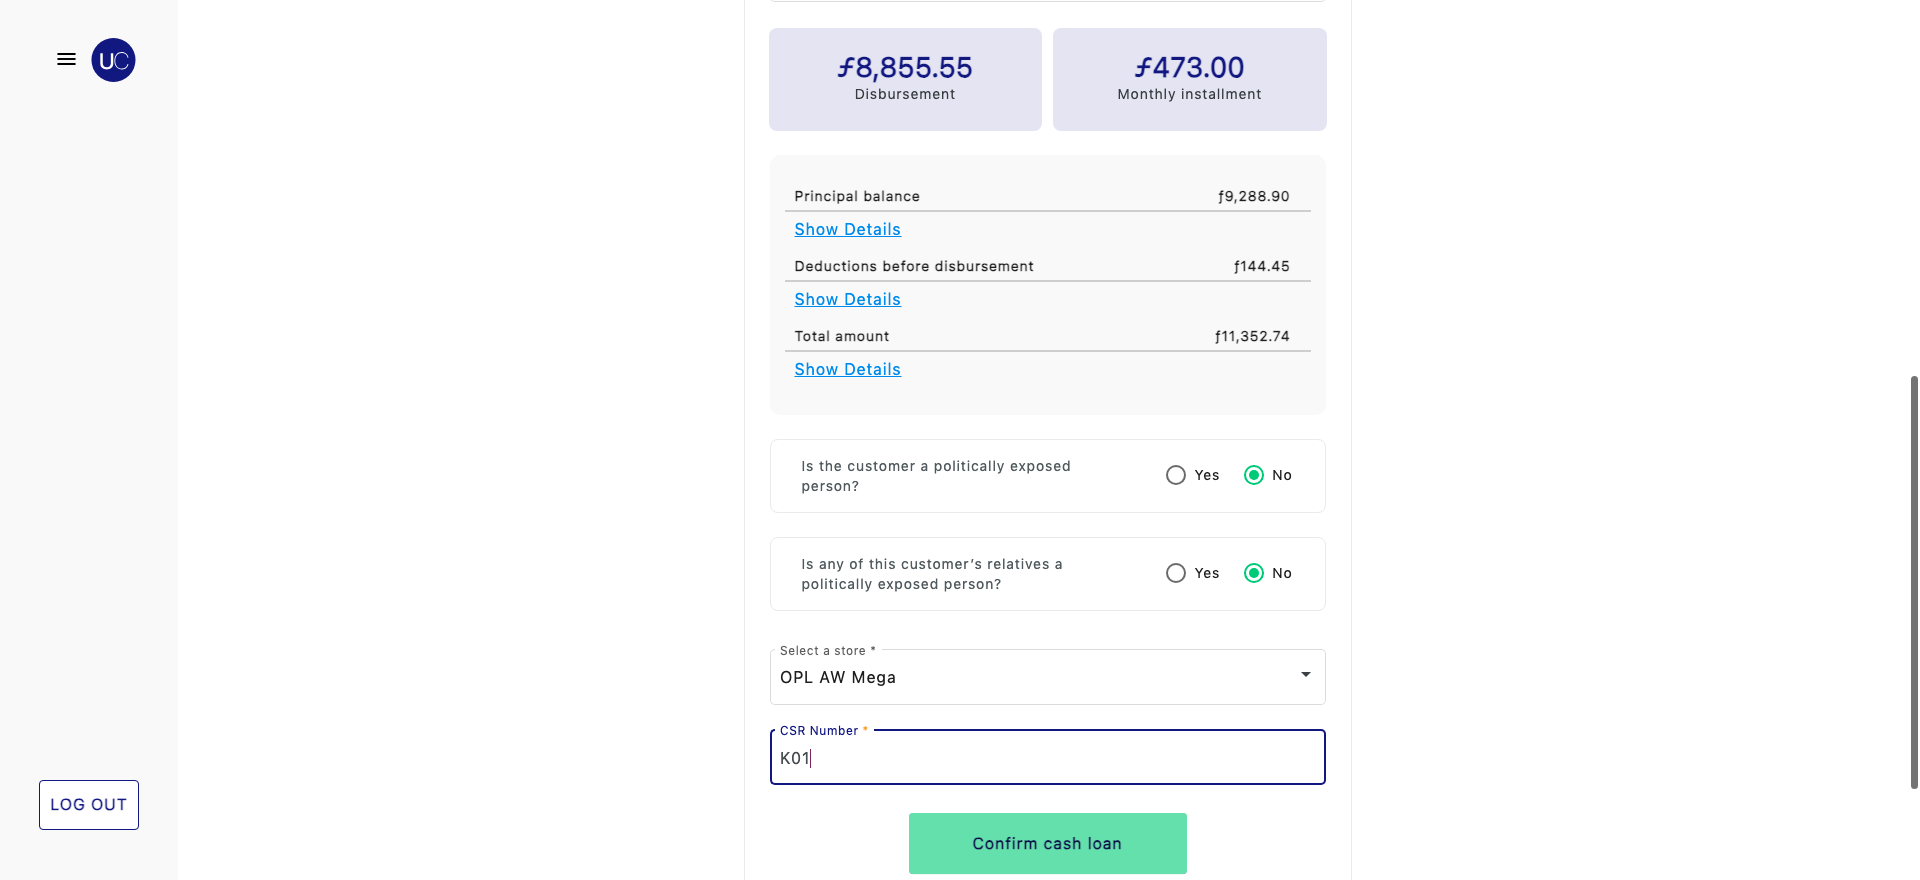 UC
ƒ8,855.55
Disbursement
ƒ473.00
Monthly installment
Principal balance ƒ9,288.90
Show Details
Deductions before disbursement ƒ144.45
Show Details
Total amount ƒ11,352.74
Show Details
Is the customer a politically exposed
person?
Yes No
Is any of this customer’s relatives a
politically exposed person?
Yes No
Select a store *
OPL AW Mega
CSR Number *
K01
Confirm cash loan
LOG OUT